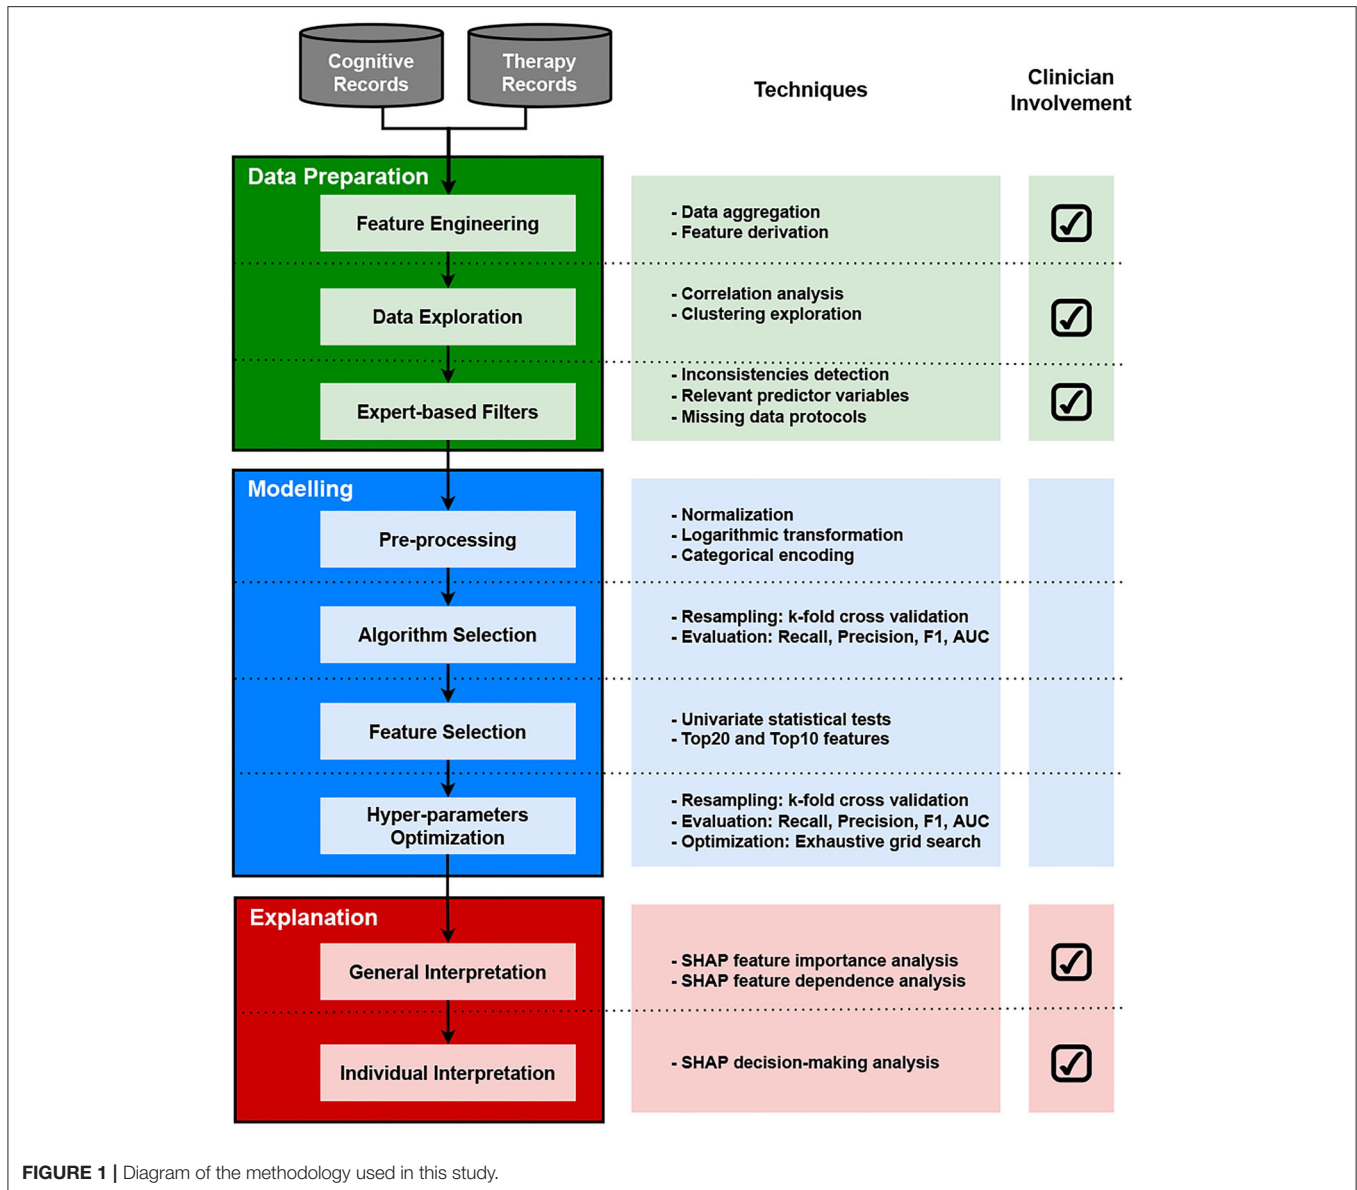 Cognitive
Records
Therapy
Records
Techniques
Clinician
Involvement
Data Preparation
Feature Engineering
- Data aggregation
- Feature derivation
Data Exploration
- Correlation analysis
- Clustering exploration
Expert-based Filters
- Inconsistencies detection
- Relevant predictor variables
- Missing data protocols
Modelling
Pre-processing
- Normalization
- Logarithmic transformation
- Categorical encoding
Algorithm Selection
- Resampling: k-fold cross validation
- Evaluation: Recall, Precision, F1, AUC
Feature Selection
- Univariate statistical tests
- Top20 and Top10 features
Hyper-parameters
Optimization
- Resampling: k-fold cross validation
- Evaluation: Recall, Precision, F1, AUC
- Optimization: Exhaustive grid search
Explanation
General Interpretation
- SHAP feature importance analysis
- SHAP feature dependence analysis
Individual Interpretation
- SHAP decision-making analysis
FIGURE 1 | Diagram of the methodology used in this study.